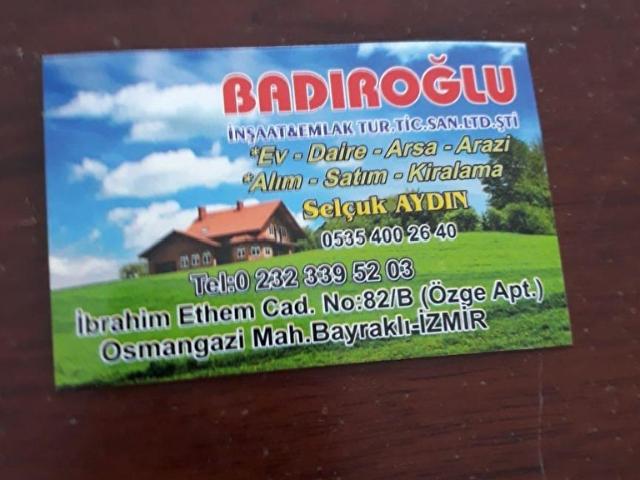 BADIROĞLU
İNŞAAT&EMLAK TUR.TİC.SAN.LTD.ŞTİ
*Ev - Daire - Arsa - Arazi
*Alım - Satım - Kiralama
Selçuk AYDIN
0535 400 26 40
Tel:0 232 339 52 03
İbrahim Ethem Cad. No:82/B (Özge Apt.)
Osmangazi Mah.Bayraklı-İZMİR